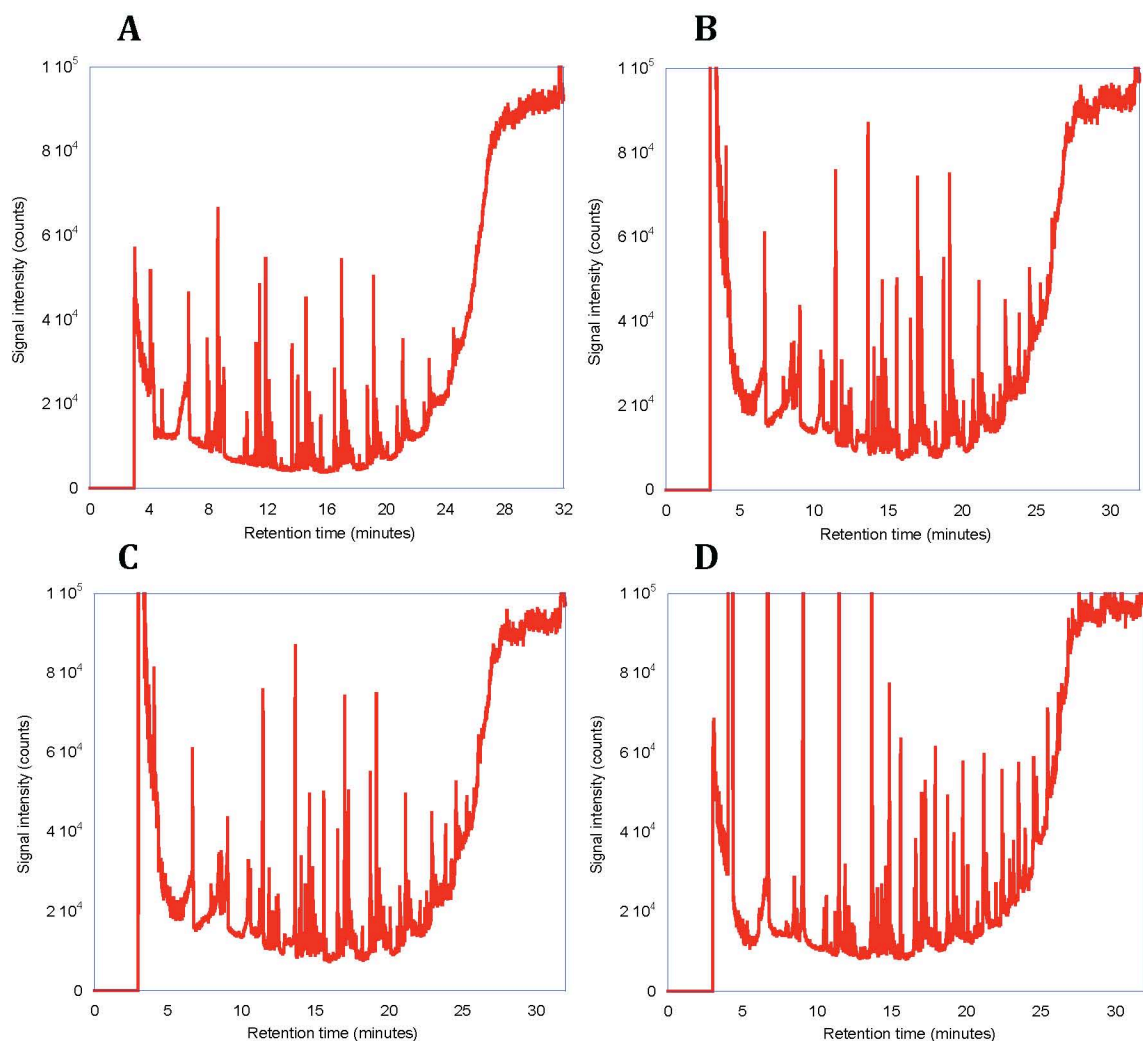 A
1 10⁵
8 10⁴
6 10⁴
4 10⁴
2 10⁴
0
Signal intensity (counts)
0 4 8 12 16 20 24 28 32
Retention time (minutes)
B
1 10⁵
8 10⁴
6 10⁴
4 10⁴
2 10⁴
0
Signal intensity (counts)
0 5 10 15 20 25 30
Retention time (minutes)
C
1 10⁵
8 10⁴
6 10⁴
4 10⁴
2 10⁴
0
Signal intensity (counts)
0 5 10 15 20 25 30
Retention time (minutes)
D
1 10⁵
8 10⁴
6 10⁴
4 10⁴
2 10⁴
0
Signal intensity (counts)
0 5 10 15 20 25 30
Retention time (minutes)